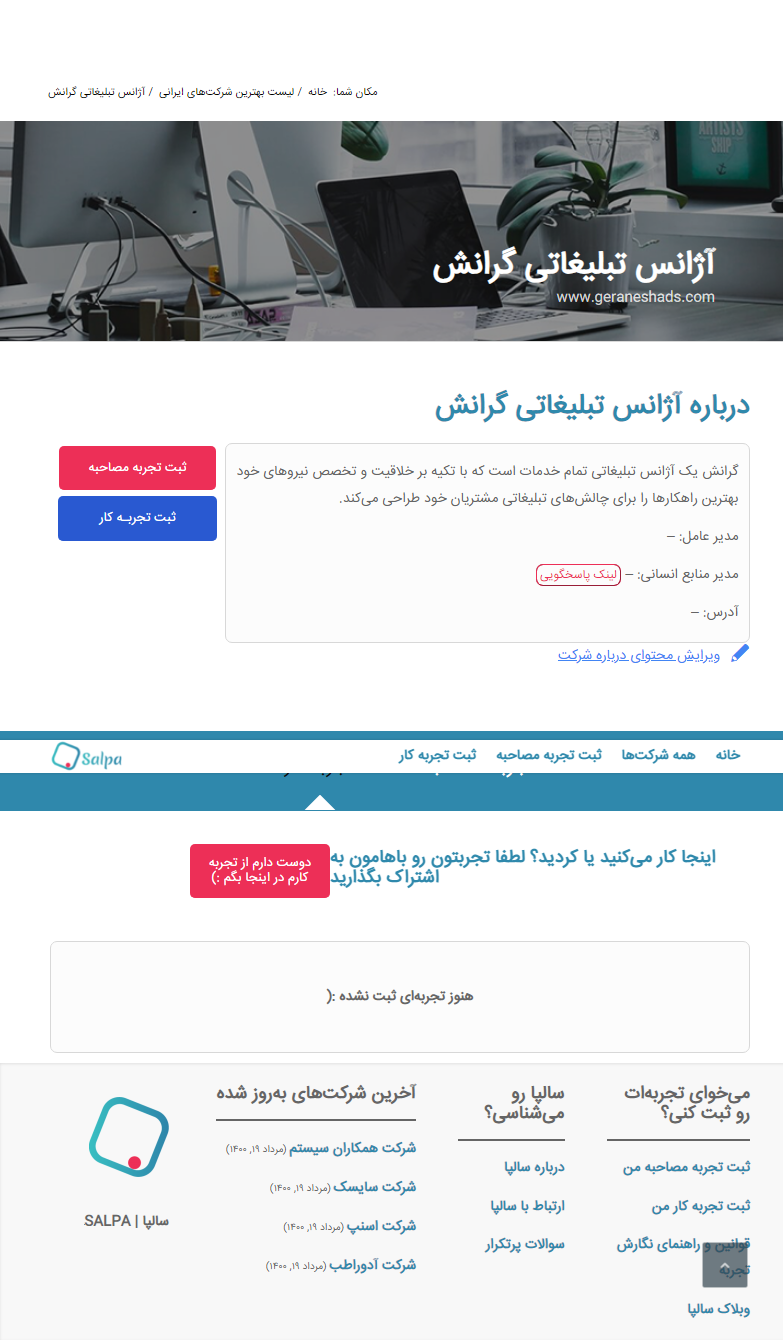 مکان شما: خانه / لیست بهترین شرکت‌های ایرانی / آژانس تبلیغاتی گرانش
ARTISTS
SHIP
آژانس تبلیغاتی گرانش
www.geraneshads.com
درباره آژانس تبلیغاتی گرانش
گرانش یک آژانس تبلیغاتی تمام خدمات است که با تکیه بر خلاقیت و تخصص نیروهای خود
بهترین راهکارها را برای چالش‌های تبلیغاتی مشتریان خود طراحی می‌کند.
مدیر عامل: –
مدیر منابع انسانی: – لینک پاسخگویی
آدرس: –
ثبت تجربه مصاحبه
ثبت تجربـه کار
ویرایش محتوای درباره شرکت
خانه
همه شرکت‌ها
ثبت تجربه مصاحبه
ثبت تجربه کار
Salpa
اینجا کار می‌کنید یا کردید؟ لطفا تجربتون رو باهامون به
اشتراک بگذارید
دوست دارم از تجربه
کارم در اینجا بگم :)
هنوز تجربه‌ای ثبت نشده :(
می‌خوای تجربه‌ات
رو ثبت کنی؟
ثبت تجربه مصاحبه من
ثبت تجربه کار من
قوانین و راهنمای نگارش
تجربه
وبلاک سالپا
سالپا رو
می‌شناسی؟
درباره سالپا
ارتباط با سالپا
سوالات پرتکرار
آخرین شرکت‌های به‌روز شده
شرکت همکاران سیستم (مرداد ۱۹, ۱۴۰۰)
شرکت سایسک (مرداد ۱۹, ۱۴۰۰)
شرکت اسنپ (مرداد ۱۹, ۱۴۰۰)
شرکت آدوراطب (مرداد ۱۹, ۱۴۰۰)
سالپا | SALPA